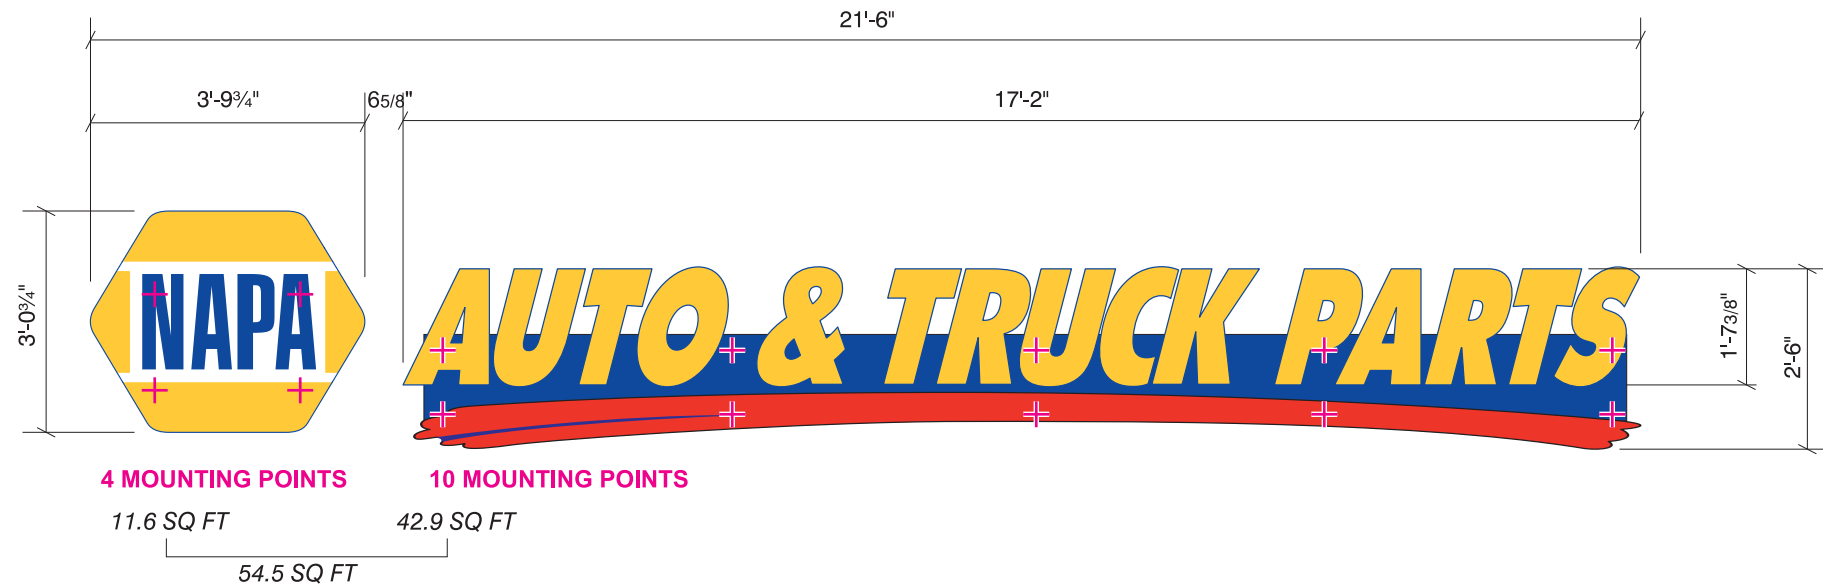 21'-6"
3'-9¾"
65/8"
17'-2"
3'-0¾"
NAPA
AUTO & TRUCK PARTS
1'-73/8"
2'-6"
4 MOUNTING POINTS
10 MOUNTING POINTS
11.6 SQ FT
42.9 SQ FT
54.5 SQ FT